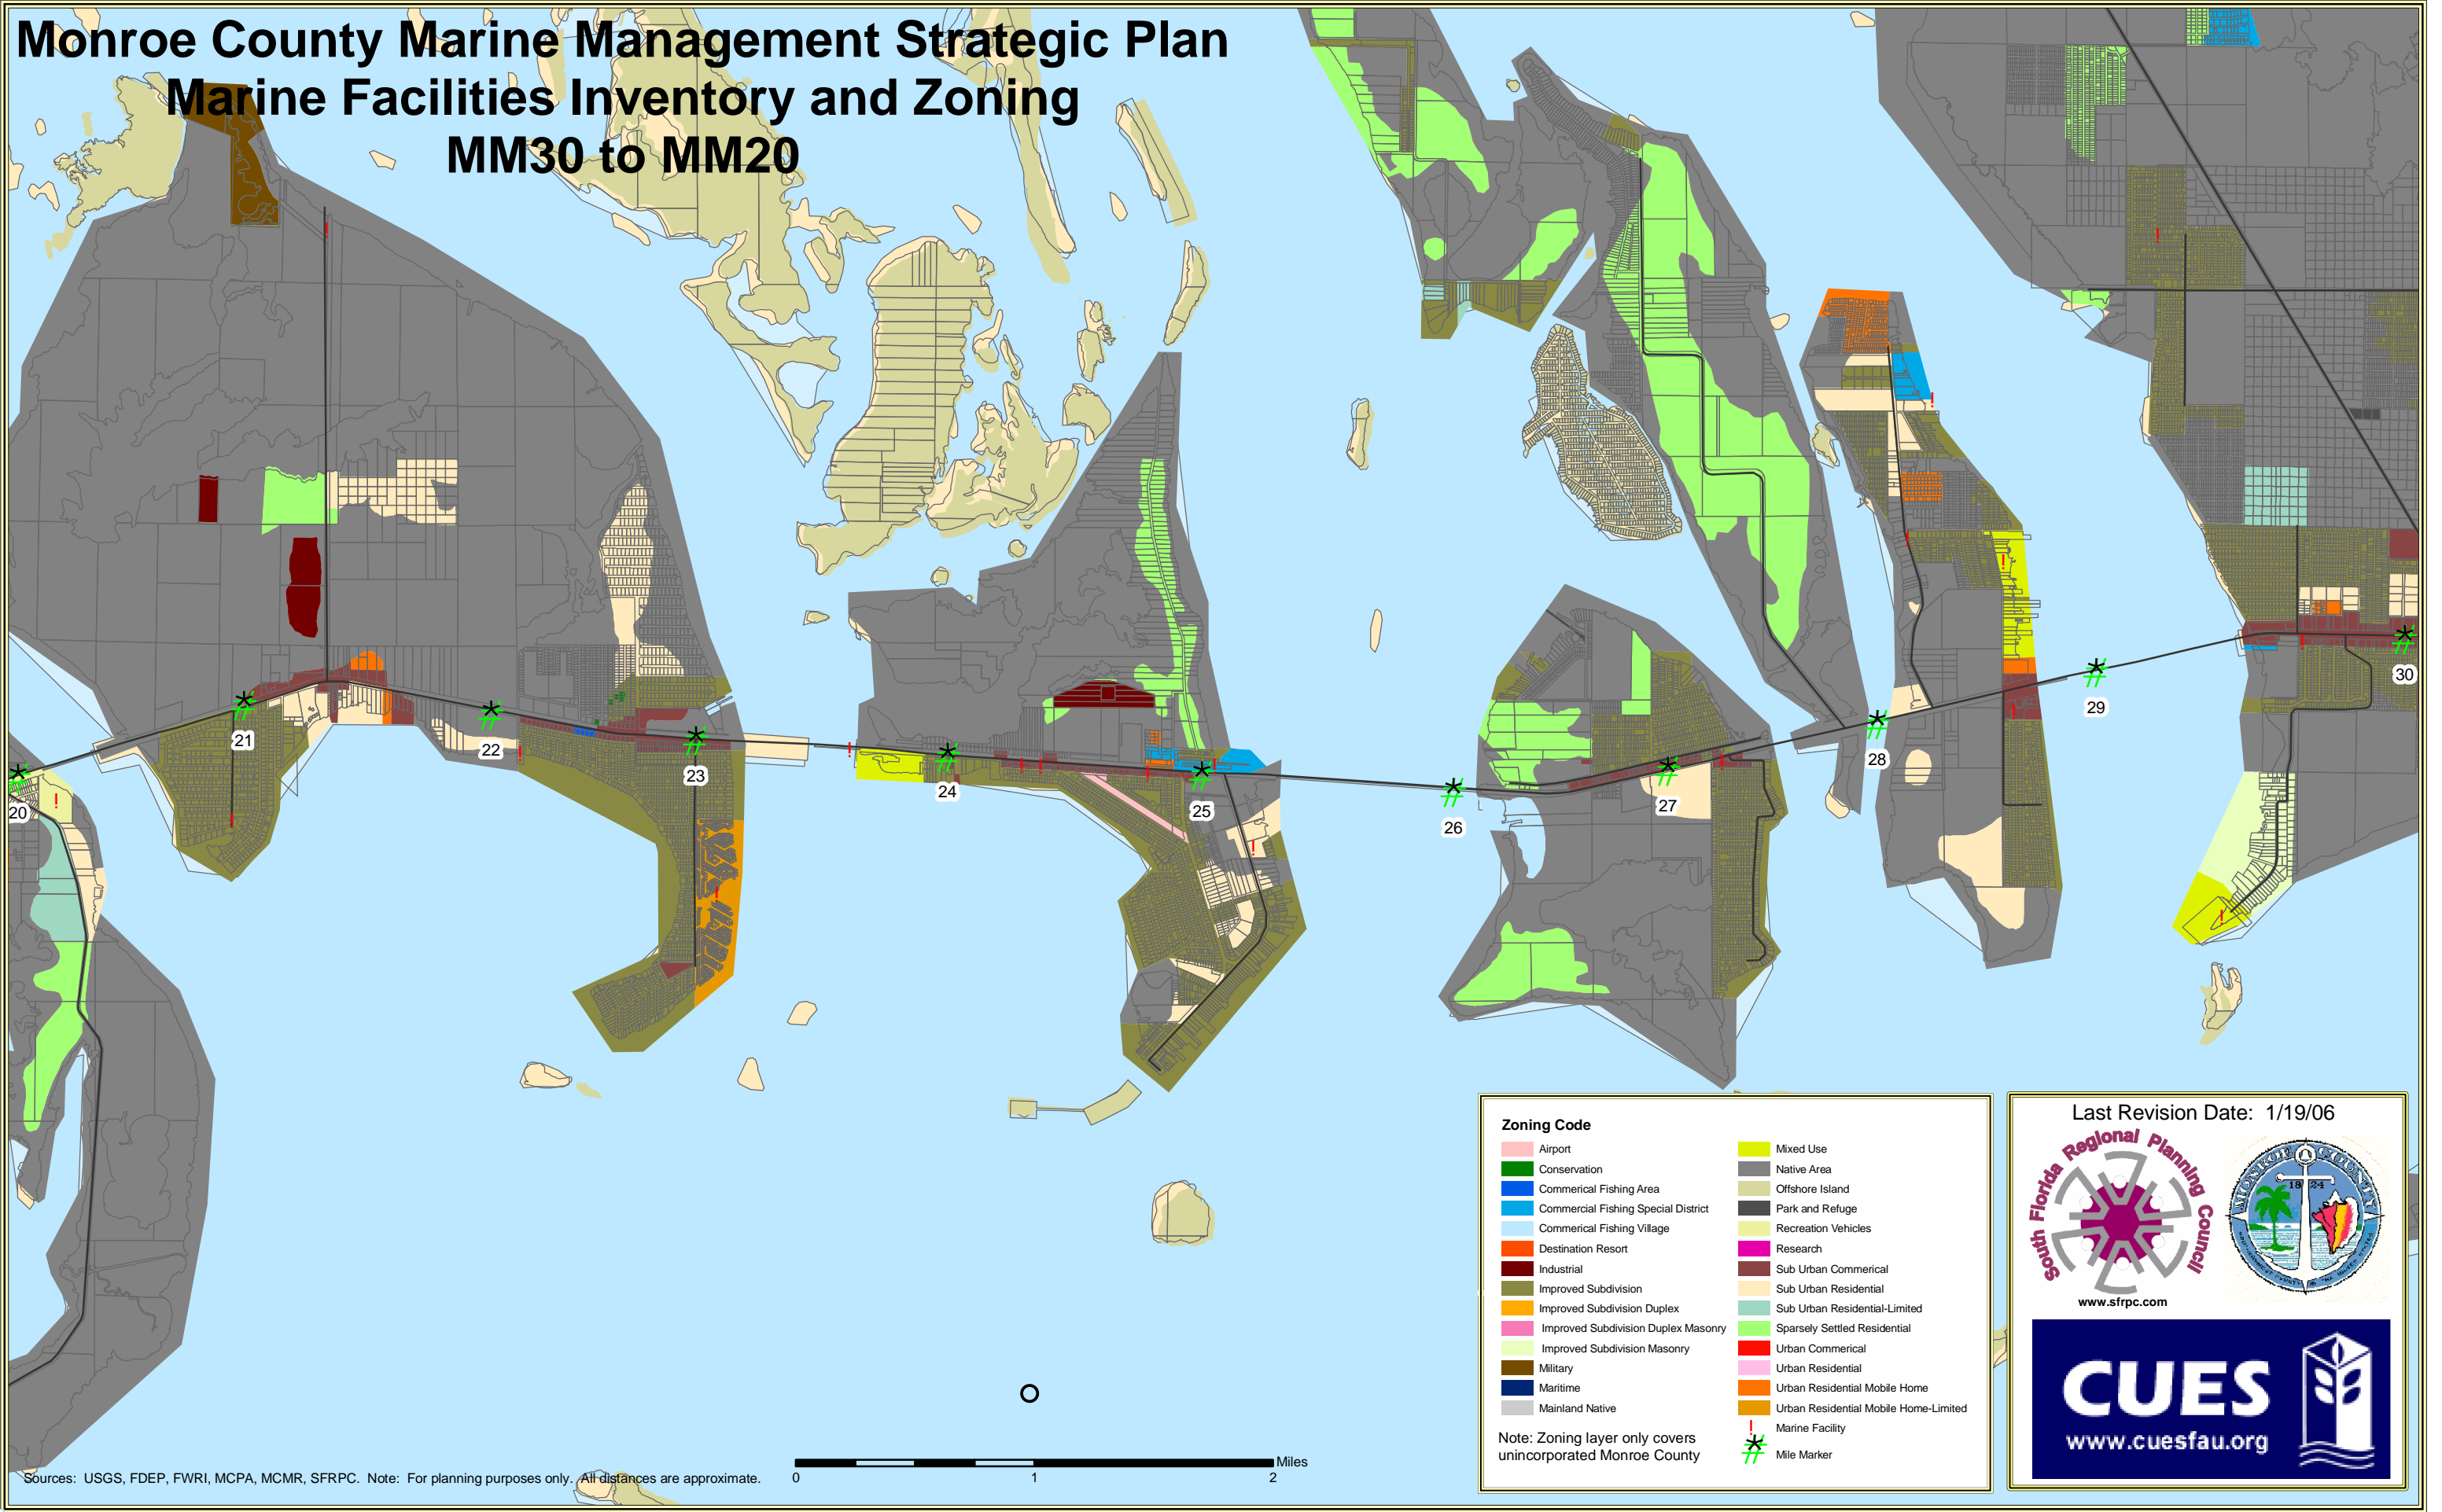 Monroe County Marine Management Strategic Plan
Marine Facilities Inventory and Zoning
MM30 to MM20
20
21
22
23
24
25
26
27
28
29
30
Zoning Code
Airport
Conservation
Commerical Fishing Area
Commercial Fishing Special District
Commerical Fishing Village
Destination Resort
Industrial
Improved Subdivision
Improved Subdivision Duplex
Improved Subdivision Duplex Masonry
Improved Subdivision Masonry
Military
Maritime
Mainland Native
Mixed Use
Native Area
Offshore Island
Park and Refuge
Recreation Vehicles
Research
Sub Urban Commerical
Sub Urban Residential
Sub Urban Residential-Limited
Sparsely Settled Residential
Urban Commerical
Urban Residential
Urban Residential Mobile Home
Urban Residential Mobile Home-Limited
! Marine Facility
Mile Marker
Note: Zoning layer only covers
unincorporated Monroe County
Last Revision Date: 1/19/06
South Florida Regional Planning Council
www.sfrpc.com
MONROE COUNTY
18 24
CUES
www.cuesfau.org
0 1 2 Miles
Sources: USGS, FDEP, FWRI, MCPA, MCMR, SFRPC. Note: For planning purposes only. All distances are approximate.